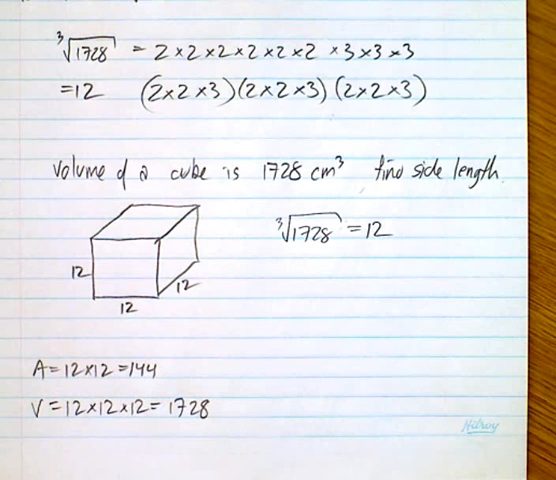 ∛1728 = 2×2×2×2×2×2×3×3×3
=12 (2×2×3)(2×2×3)(2×2×3)
Volume of a cube is 1728 cm³ find side length.
∛1728 = 12
12
12
12
A=12×12=144
V=12×12×12=1728
Hilroy